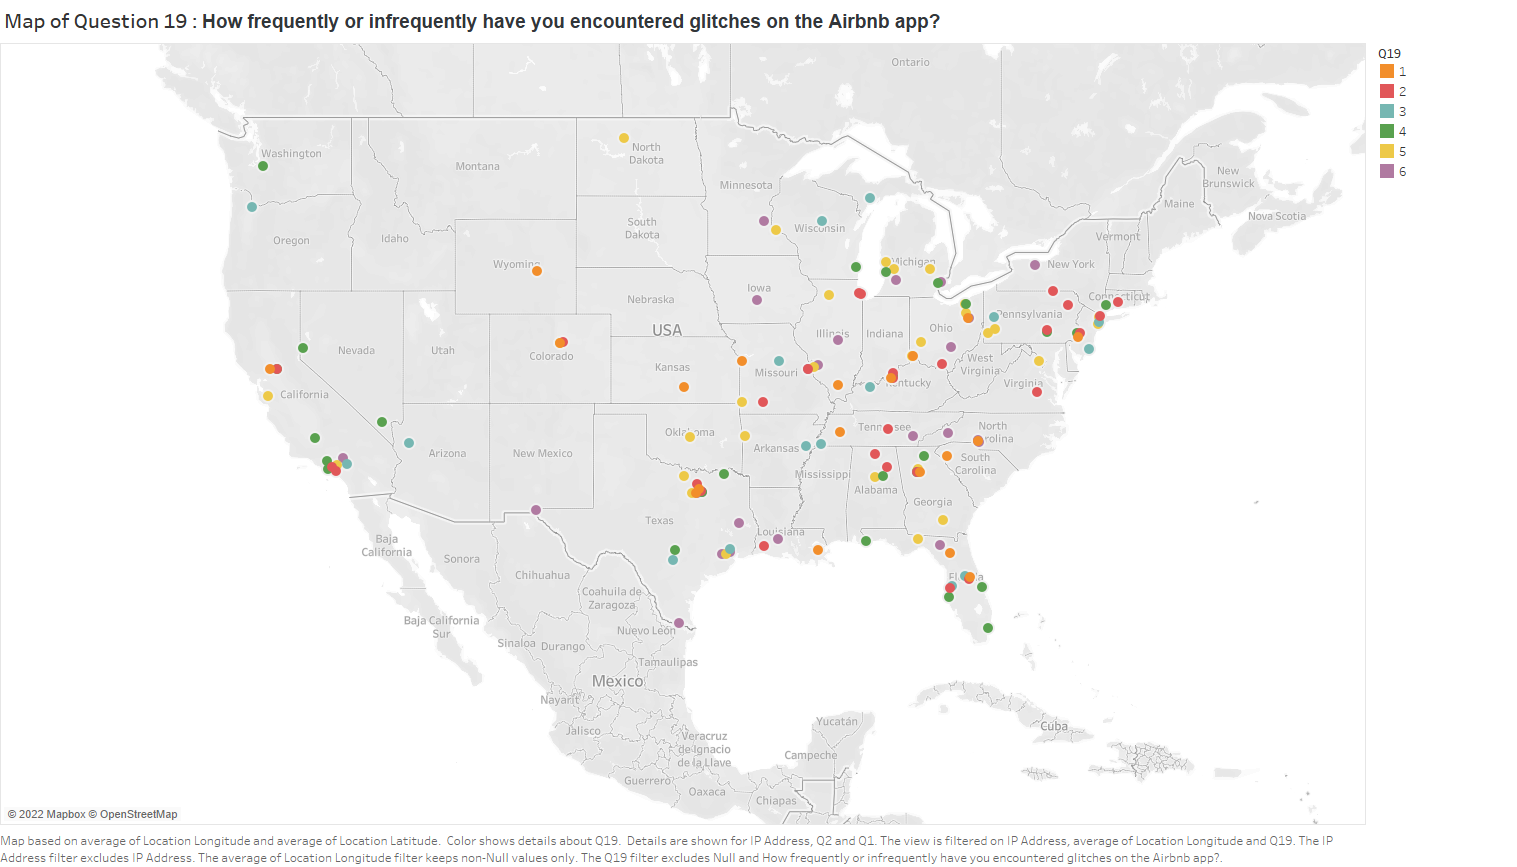 Map of Question 19 : How frequently or infrequently have you encountered glitches on the Airbnb app?
Q19
1
2
3
4
5
6
Ontario
Washington
Montana
North
Dakota
Minnesota
New
Brunswick
Maine
Nova Scotia
Oregon
Idaho
South
Dakota
Wisconsin
Vermont
Wyoming
Michigan
New York
Nebraska
Iowa
Connecticut
USA
Illinois
Indiana
Ohio
Pennsylvania
Nevada
Utah
Colorado
Kansas
Missouri
West
Virginia
Kentucky
Virginia
California
Oklahoma
Arkansas
Tennessee
North
Carolina
Arizona
New Mexico
Mississippi
South
Carolina
Alabama
Georgia
Texas
Louisiana
Baja
California
Sonora
Chihuahua
Florida
Coahuila de
Zaragoza
Baja California
Sur
Nuevo León
Sinaloa
Durango
Tamaulipas
Mexico
Nayarit
Jalisco
Veracruz
de Ignacio
de la Llave
Yucatán
Cuba
Campeche
Guerrero
Oaxaca
Chiapas
© 2022 Mapbox © OpenStreetMap
Map based on average of Location Longitude and average of Location Latitude.  Color shows details about Q19.  Details are shown for IP Address, Q2 and Q1. The view is filtered on IP Address, average of Location Longitude and Q19. The IP
Address filter excludes IP Address. The average of Location Longitude filter keeps non-Null values only. The Q19 filter excludes Null and How frequently or infrequently have you encountered glitches on the Airbnb app?.